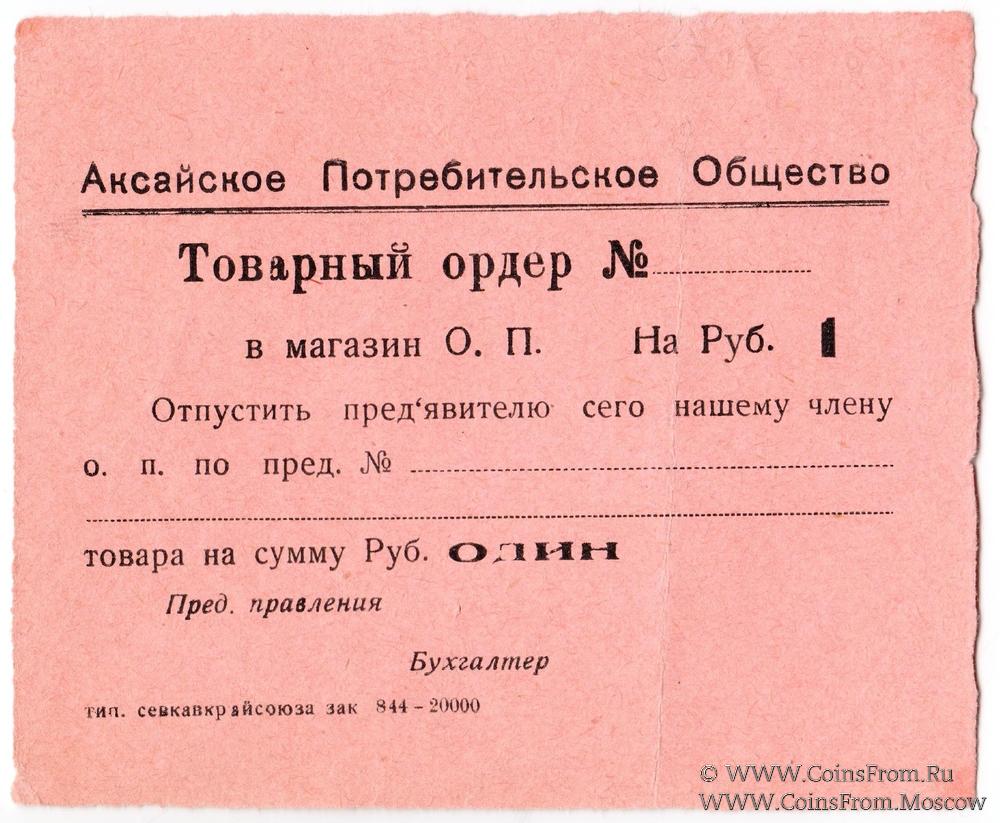 Аксайское Потребительское Общество
Товарный ордер №
в магазин О. П. На Руб. 1
Отпустить пред‘явителю сего нашему члену
о. п. по пред. №
товара на сумму Руб. ОДИН
Пред. правления
Бухгалтер
тип. севкавкрайсоюза зак 844-20000
© WWW.CoinsFrom.Ru
WWW.CoinsFrom.Moscow